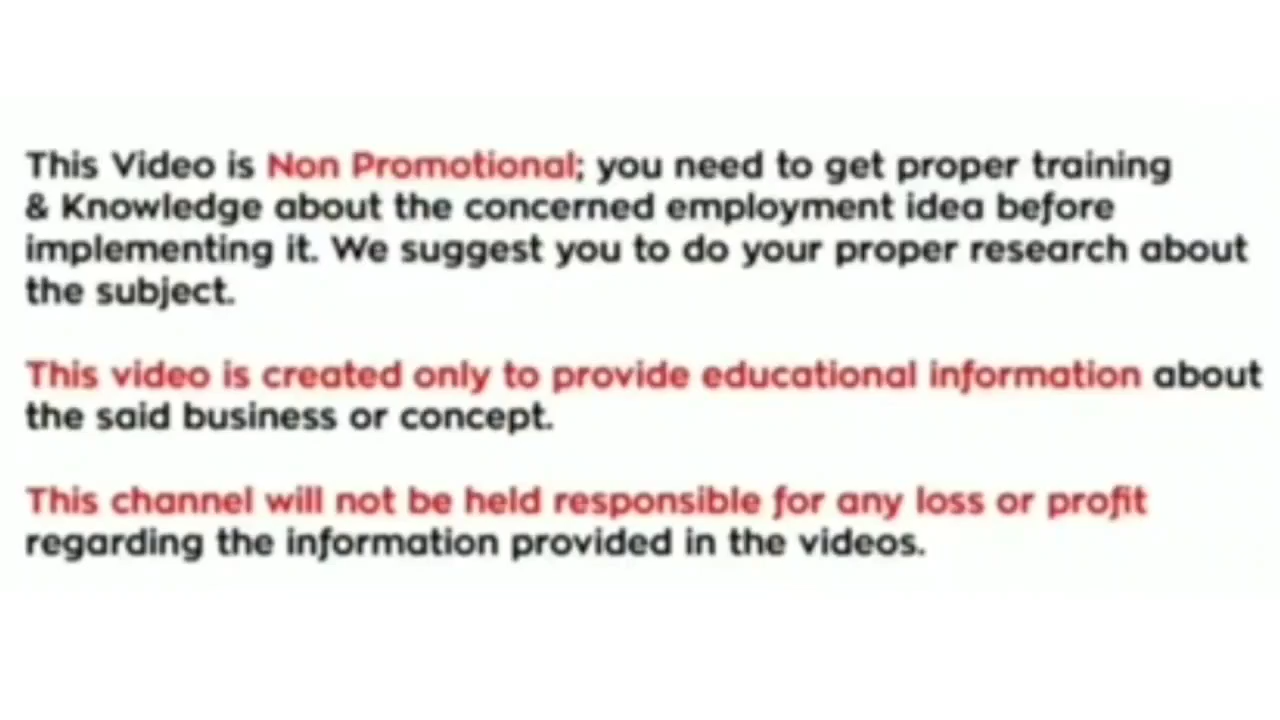 This Video is Non Promotional; you need to get proper training
& Knowledge about the concerned employment idea before
implementing it. We suggest you to do your proper research about
the subject.
This video is created only to provide educational information about
the said business or concept.
This channel will not be held responsible for any loss or profit
regarding the information provided in the videos.